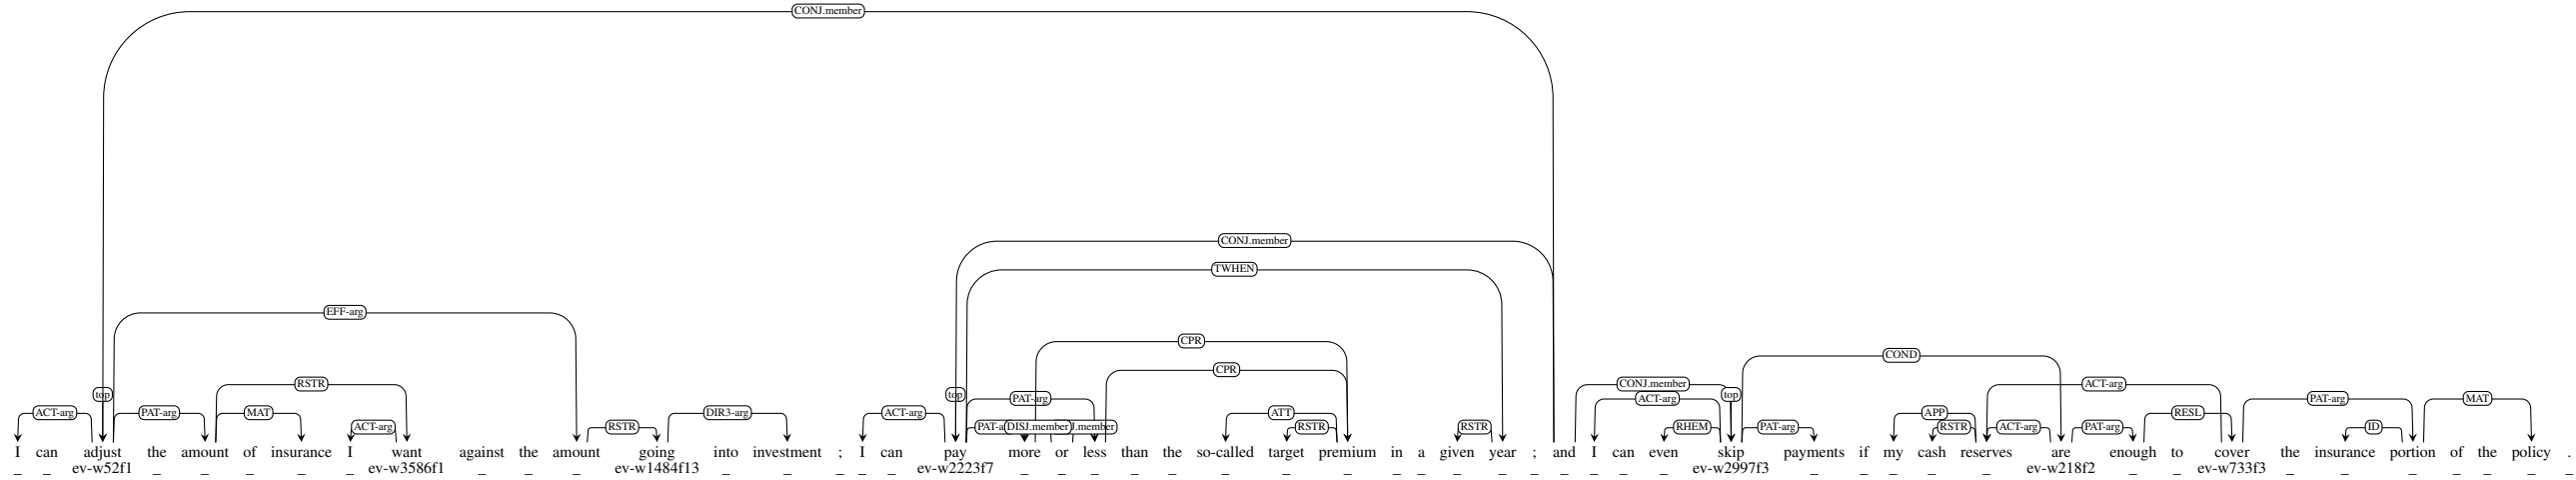 CONJ.member
CONJ.member
TWHEN
EFF-arg
CPR
COND
CPR
RSTR CONJ.member ACT-arg
top top PAT-arg ACT-arg top PAT-arg MAT
ACT-arg PAT-arg MAT DIR3-arg ACT-arg ATT APP RESL
ACT-arg RSTR PAT-a DISJ.member J.member RSTR RSTR RHEM PAT-arg RSTR ACT-arg PAT-arg ID
I can adjust the amount of insurance I want against the amount going into investment ; I can pay more or less than the so-called target premium in a given year ; and I can even skip payments if my cash reserves are enough to cover the insurance portion of the policy .
_ _ ev-w52f1 _ _ _ _ _ ev-w3586f1 _ _ _ ev-w1484f13 _ _ _ _ _ ev-w2223f7 _ _ _ _ _ _ _ _ _ _ _ _ _ _ _ _ _ ev-w2997f3 _ _ _ _ _ ev-w218f2 _ _ ev-w733f3 _ _ _ _ _ _ _